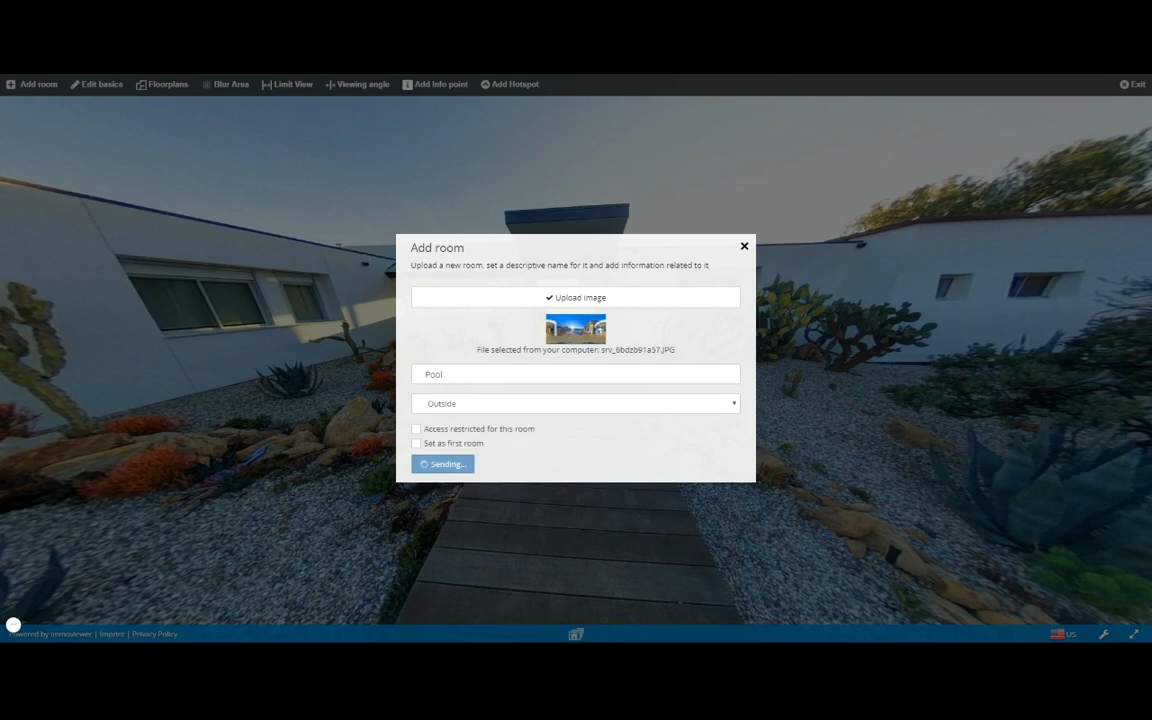 Add room Edit basics Floorplans Blur Area Limit View Viewing angle Add Info point Add Hotspot Exit
Add room
Upload a new room, set a descriptive name for it and add information related to it
Upload image
File selected from your computer: srv_6bdzb91a57.JPG
Pool
Outside
Access restricted for this room
Set as first room
Sending...
Powered by Immoviewer | Imprint | Privacy Policy US